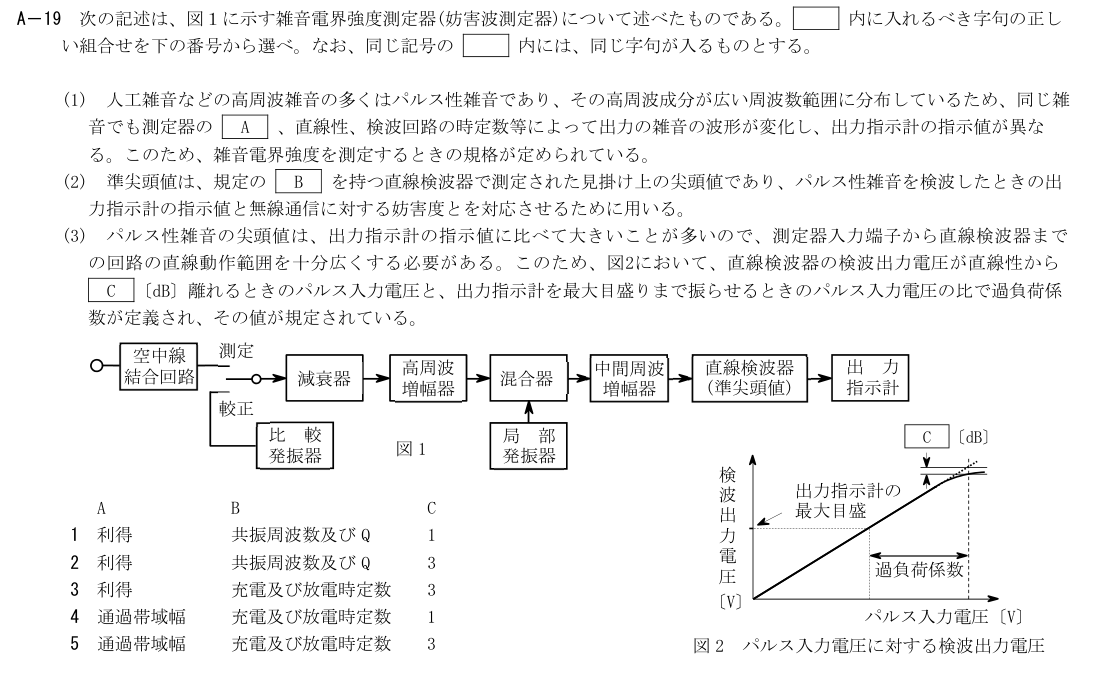 A－19 次の記述は、図１に示す雑音電界強度測定器(妨害波測定器)について述べたものである。 内に入れるべき字句の正し
い組合せを下の番号から選べ。なお、同じ記号の 内には、同じ字句が入るものとする。
(1) 人工雑音などの高周波雑音の多くはパルス性雑音であり、その高周波成分が広い周波数範囲に分布しているため、同じ雑
音でも測定器の A 、直線性、検波回路の時定数等によって出力の雑音の波形が変化し、出力指示計の指示値が異な
る。このため、雑音電界強度を測定するときの規格が定められている。
(2) 準尖頭値は、規定の B を持つ直線検波器で測定された見掛け上の尖頭値であり、パルス性雑音を検波したときの出
力指示計の指示値と無線通信に対する妨害度とを対応させるために用いる。
(3) パルス性雑音の尖頭値は、出力指示計の指示値に比べて大きいことが多いので、測定器入力端子から直線検波器まで
の回路の直線動作範囲を十分広くする必要がある。このため、図2において、直線検波器の検波出力電圧が直線性から
C 〔dB〕離れるときのパルス入力電圧と、出力指示計を最大目盛りまで振らせるときのパルス入力電圧の比で過負荷係
数が定義され、その値が規定されている。
空中線
結合回路
測定
較正
比 較
発振器
減衰器
高周波
増幅器
混合器
局 部
発振器
中間周波
増幅器
直線検波器
(準尖頭値)
出 力
指示計
図１
C 〔dB〕
検波出力電圧〔V〕
出力指示計の
最大目盛
過負荷係数
パルス入力電圧〔V〕
図２ パルス入力電圧に対する検波出力電圧
A B C
1 利得 共振周波数及びQ 1
2 利得 共振周波数及びQ 3
3 利得 充電及び放電時定数 3
4 通過帯域幅 充電及び放電時定数 1
5 通過帯域幅 充電及び放電時定数 3